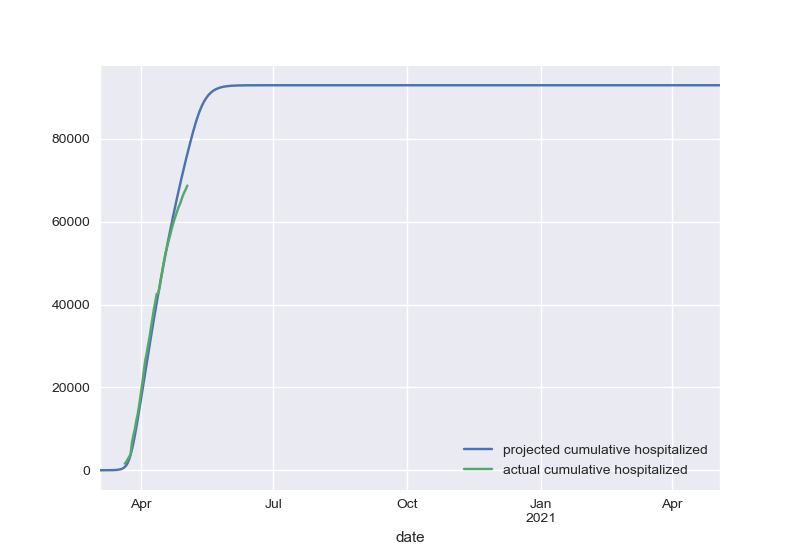 80000
60000
40000
20000
0
projected cumulative hospitalized
actual cumulative hospitalized
Apr Jul Oct Jan Apr
2021
date